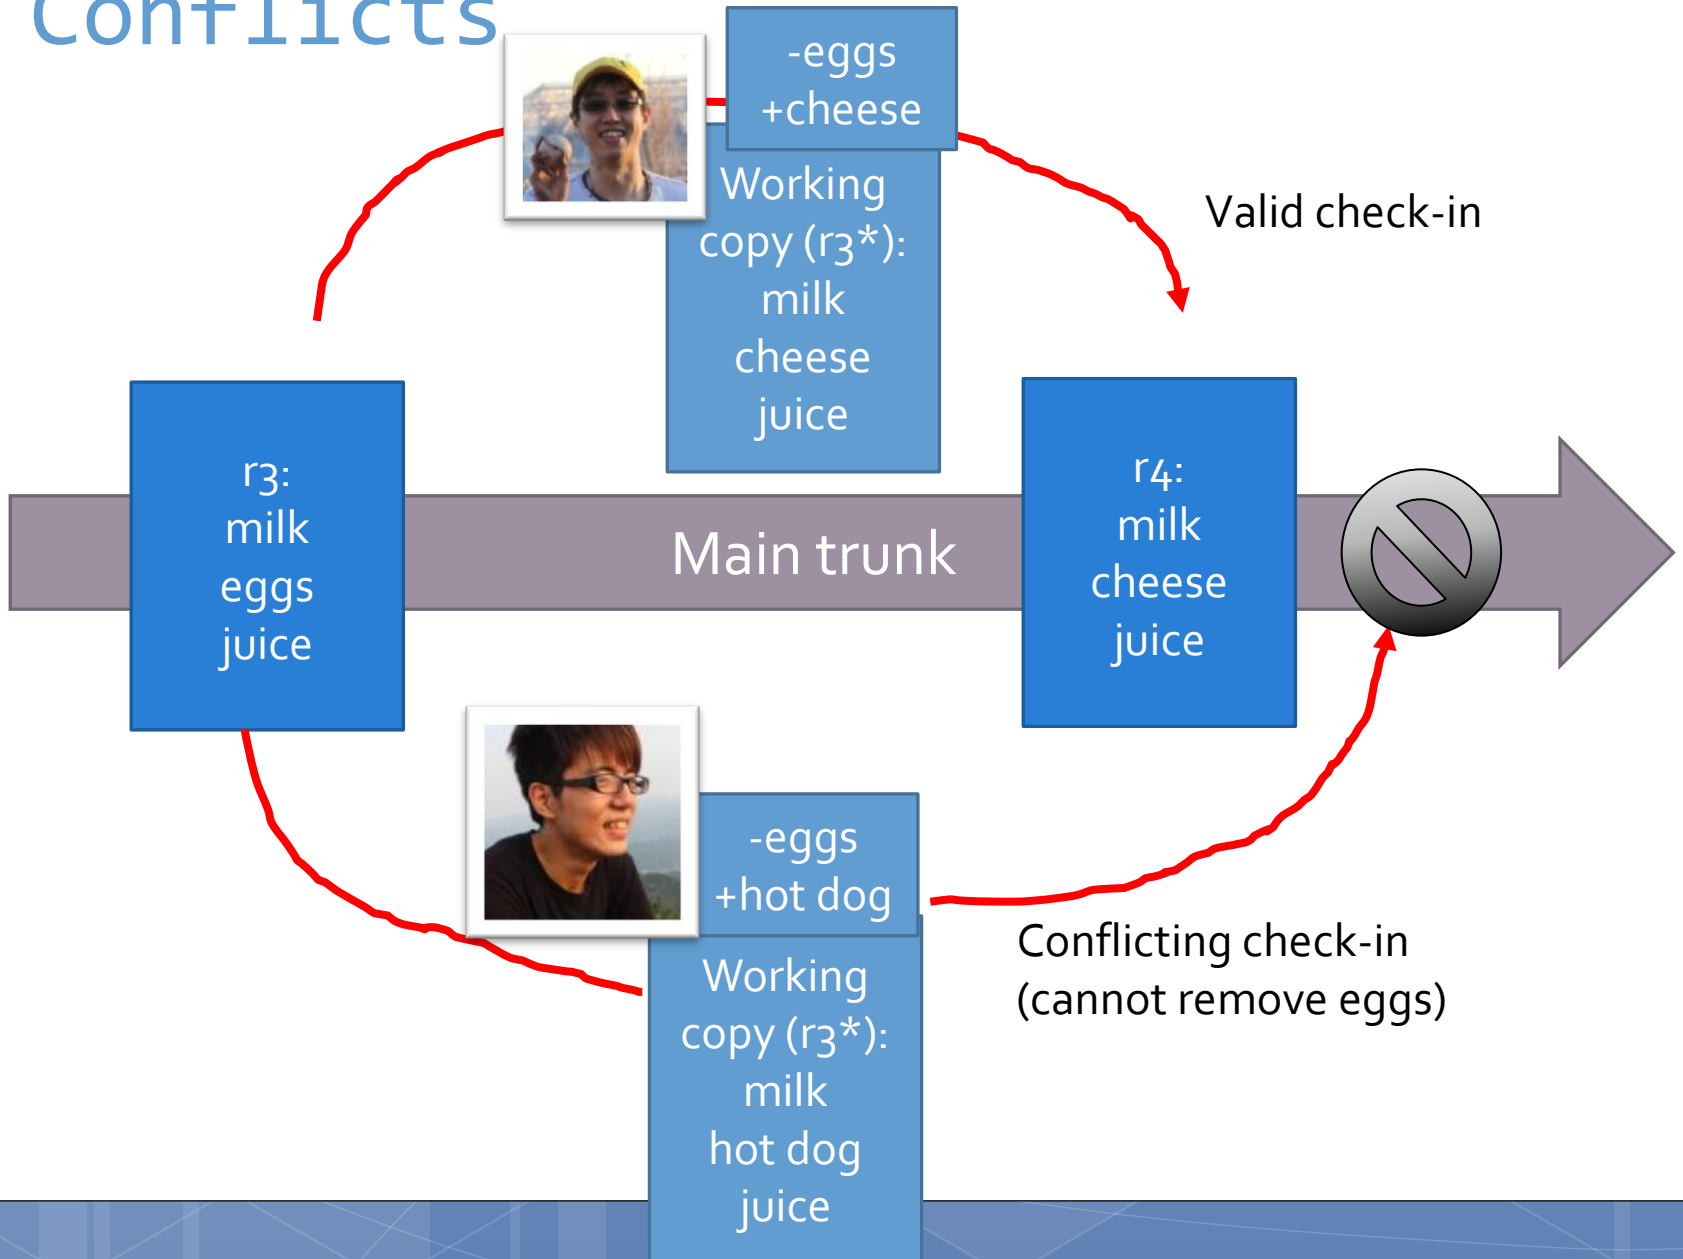 Conflicts
-eggs
+cheese
Working
copy (r3*):
milk
cheese
juice
Valid check-in
r3:
milk
eggs
juice
Main trunk
r4:
milk
cheese
juice
-eggs
+hot dog
Working
copy (r3*):
milk
hot dog
juice
Conflicting check-in
(cannot remove eggs)